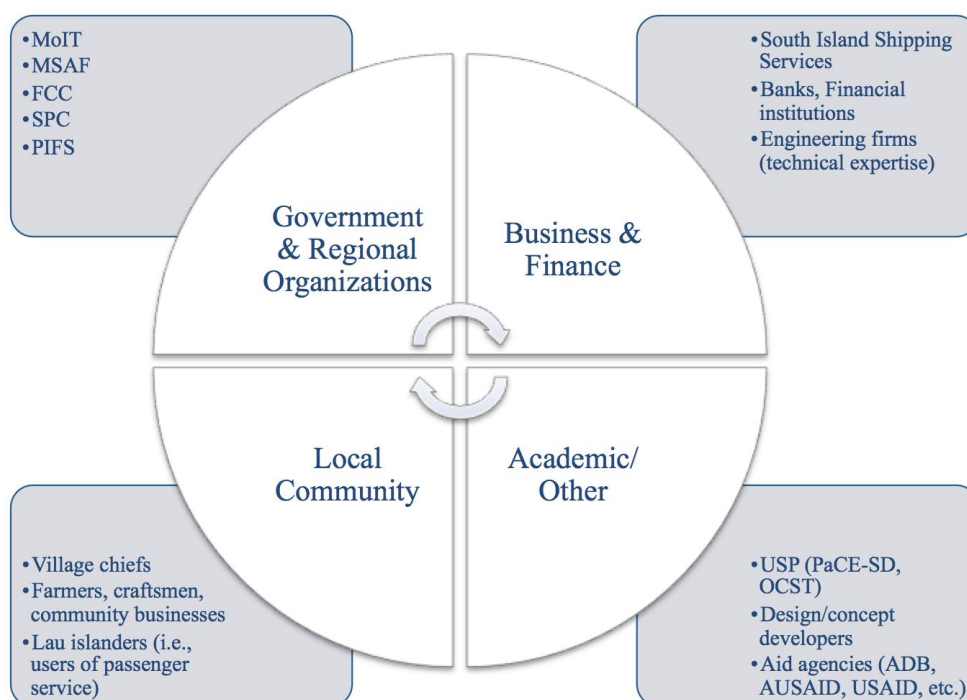 •MoIT
•MSAF
•FCC
•SPC
•PIFS
•South Island Shipping
Services
•Banks, Financial
institutions
•Engineering firms
(technical expertise)
Government
& Regional
Organizations
Business &
Finance
Local
Community
Academic/
Other
•Village chiefs
•Farmers, craftsmen,
community businesses
•Lau islanders (i.e.,
users of passenger
service)
•USP (PaCE-SD,
OCST)
•Design/concept
developers
•Aid agencies (ADB,
AUSAID, USAID, etc.)